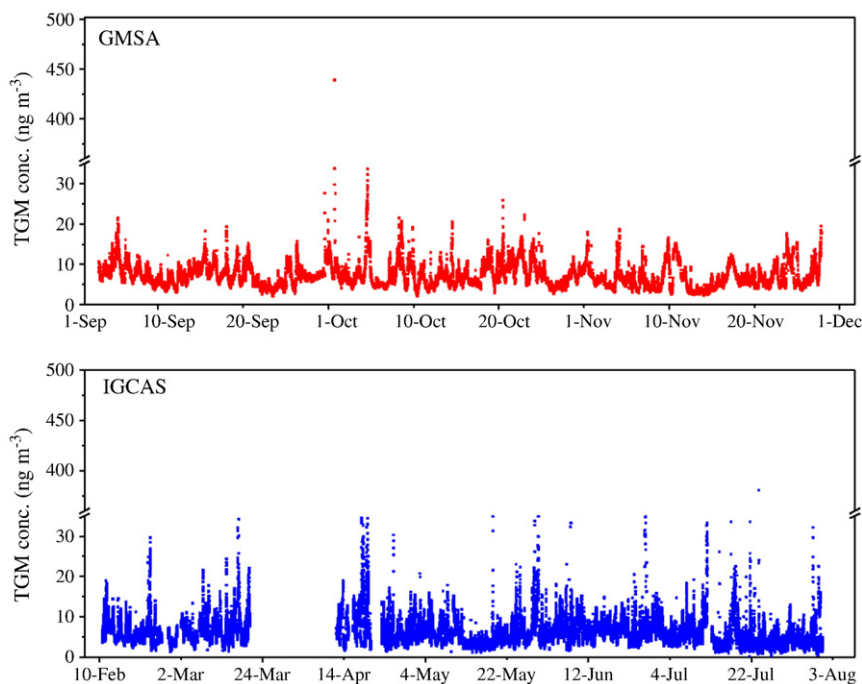 GMSA
TGM conc. (ng m⁻³)
500
450
400
30
20
10
0
1-Sep 10-Sep 20-Sep 1-Oct 10-Oct 20-Oct 1-Nov 10-Nov 20-Nov 1-Dec
IGCAS
TGM conc. (ng m⁻³)
500
450
400
30
20
10
0
10-Feb 2-Mar 24-Mar 14-Apr 4-May 22-May 12-Jun 4-Jul 22-Jul 3-Aug